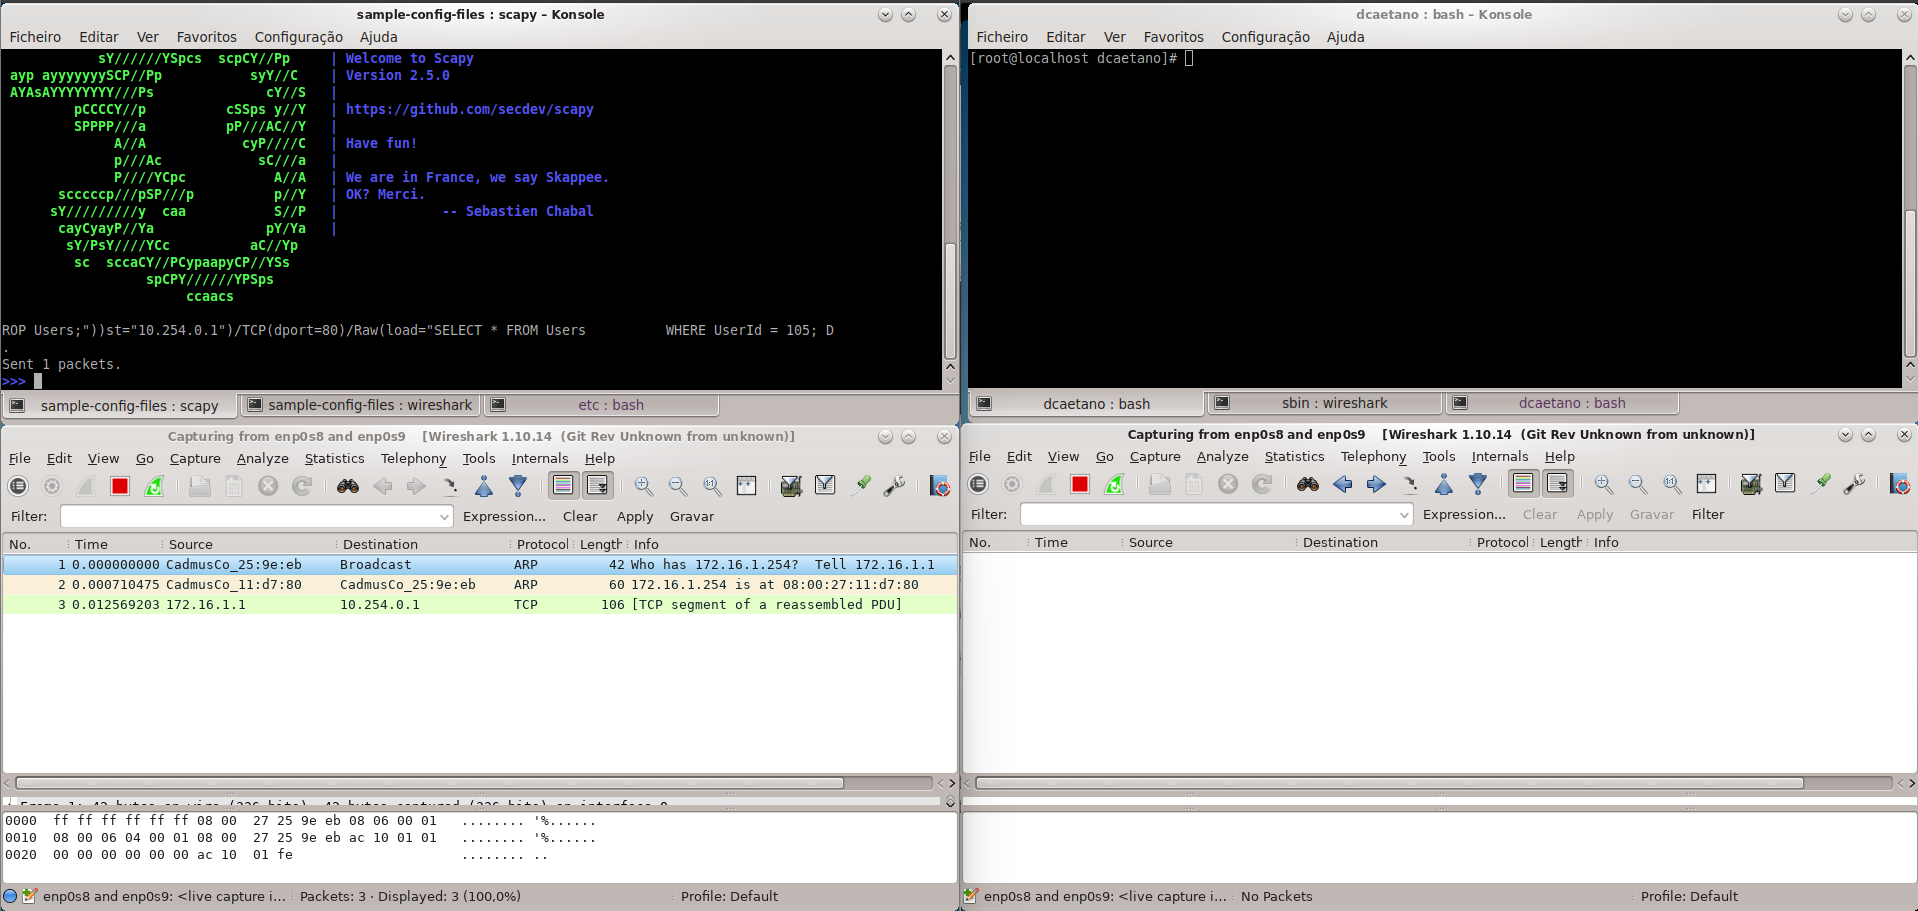 sample-config-files : scapy – Konsole
Ficheiro Editar Ver Favoritos Configuração Ajuda
sY//////YSpcs  scpCY//Pp | Welcome to Scapy
ayp ayyyyyyySCP//Pp           syY//C | Version 2.5.0
AYAsAYYYYYYYY///Ps              cY//S |
pCCCCY//p          cSSps y//Y | https://github.com/secdev/scapy
SPPPP///a          pP///AC//Y |
A//A            cyP////C | Have fun!
p///Ac            sC///a |
P////YCpc           A//A | We are in France, we say Skappee.
scccccp///pSP///p          p//Y | OK? Merci.
sY/////////y  caa           S//P | -- Sebastien Chabal
cayCyayP//Ya              pY/Ya |
sY/PsY////YCc          aC//Yp
sc  sccaCY//PCypaapyCP//YSs
spCPY//////YPSps
ccaacs
ROP Users;"))st="10.254.0.1")/TCP(dport=80)/Raw(load="SELECT * FROM Users          WHERE UserId = 105; D
.
Sent 1 packets.
>>>
sample-config-files : scapy sample-config-files : wireshark etc : bash
dcaetano : bash – Konsole
Ficheiro Editar Ver Favoritos Configuração Ajuda
[root@localhost dcaetano]#
dcaetano : bash sbin : wireshark dcaetano : bash
Capturing from enp0s8 and enp0s9    [Wireshark 1.10.14  (Git Rev Unknown from unknown)]
File Edit View Go Capture Analyze Statistics Telephony Tools Internals Help
Filter: Expression... Clear Apply Gravar
No. Time Source Destination Protocol Length Info
1 0.000000000 CadmusCo_25:9e:eb Broadcast ARP 42 Who has 172.16.1.254?  Tell 172.16.1.1
2 0.000710475 CadmusCo_11:d7:80 CadmusCo_25:9e:eb ARP 60 172.16.1.254 is at 08:00:27:11:d7:80
3 0.012569203 172.16.1.1 10.254.0.1 TCP 106 [TCP segment of a reassembled PDU]
Frame 1: 42 bytes on wire (336 bits), 42 bytes captured (336 bits) on interface 0
0000  ff ff ff ff ff ff 08 00  27 25 9e eb 08 06 00 01   ........ '%......
0010  08 00 06 04 00 01 08 00  27 25 9e eb ac 10 01 01   ........ '%......
0020  00 00 00 00 00 00 ac 10  01 fe                     ........ ..
enp0s8 and enp0s9: <live capture i... Packets: 3 · Displayed: 3 (100,0%) Profile: Default
Capturing from enp0s8 and enp0s9    [Wireshark 1.10.14  (Git Rev Unknown from unknown)]
File Edit View Go Capture Analyze Statistics Telephony Tools Internals Help
Filter: Expression... Clear Apply Gravar Filter
No. Time Source Destination Protocol Length Info
enp0s8 and enp0s9: <live capture i... No Packets Profile: Default